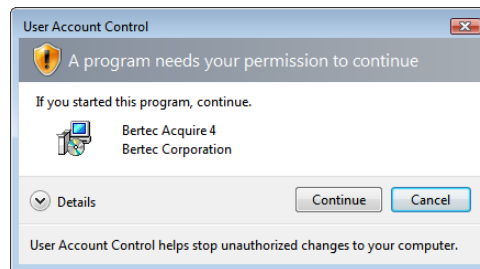 User Account Control
A program needs your permission to continue
If you started this program, continue.
Bertec Acquire 4
Bertec Corporation
Details
Continue
Cancel
User Account Control helps stop unauthorized changes to your computer.